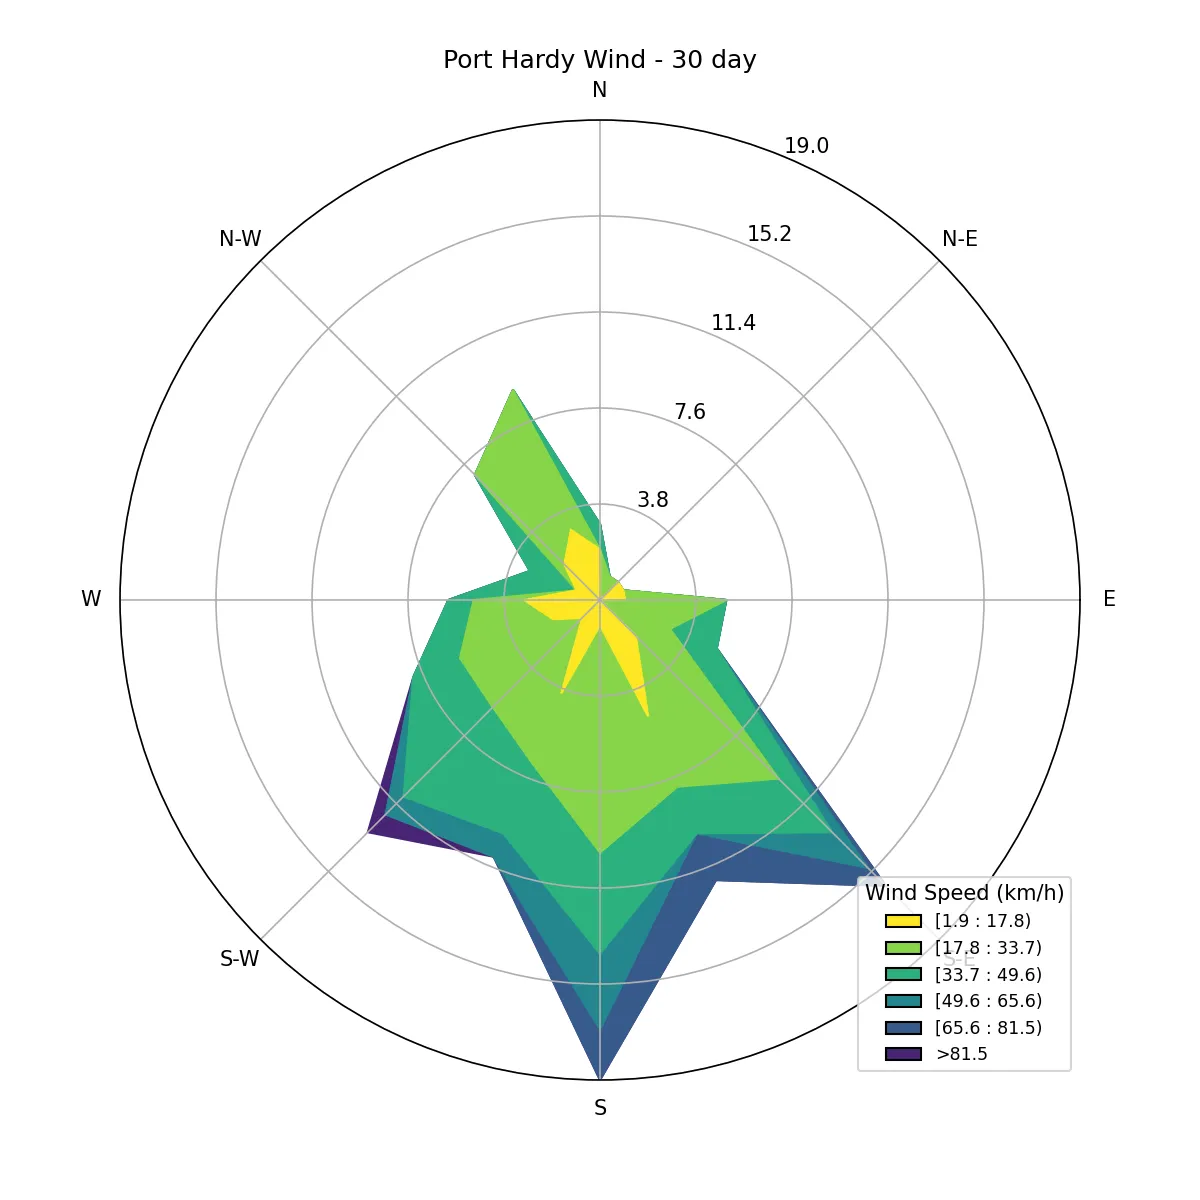 Port Hardy Wind - 30 day
N
19.0
15.2
N-W
N-E
11.4
7.6
3.8
W
E
Wind Speed (km/h)
[1.9 : 17.8)
[17.8 : 33.7)
S-W
S-E
[33.7 : 49.6)
[49.6 : 65.6)
[65.6 : 81.5)
>81.5
S